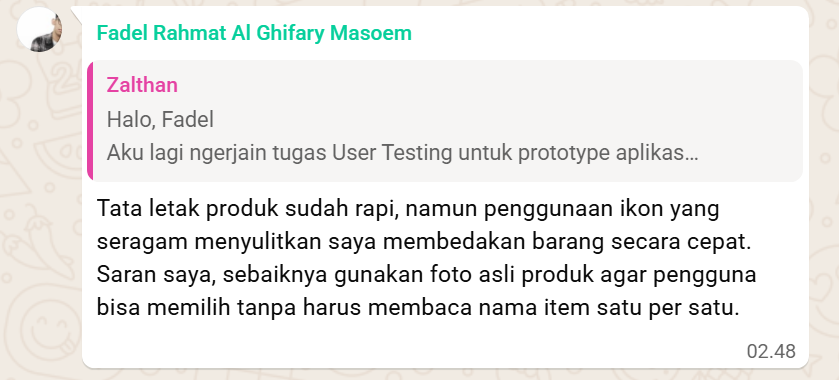 Fadel Rahmat Al Ghifary Masoem
Zalthan
Halo, Fadel
Aku lagi ngerjain tugas User Testing untuk prototype aplikas...
Tata letak produk sudah rapi, namun penggunaan ikon yang
seragam menyulitkan saya membedakan barang secara cepat.
Saran saya, sebaiknya gunakan foto asli produk agar pengguna
bisa memilih tanpa harus membaca nama item satu per satu.
02.48